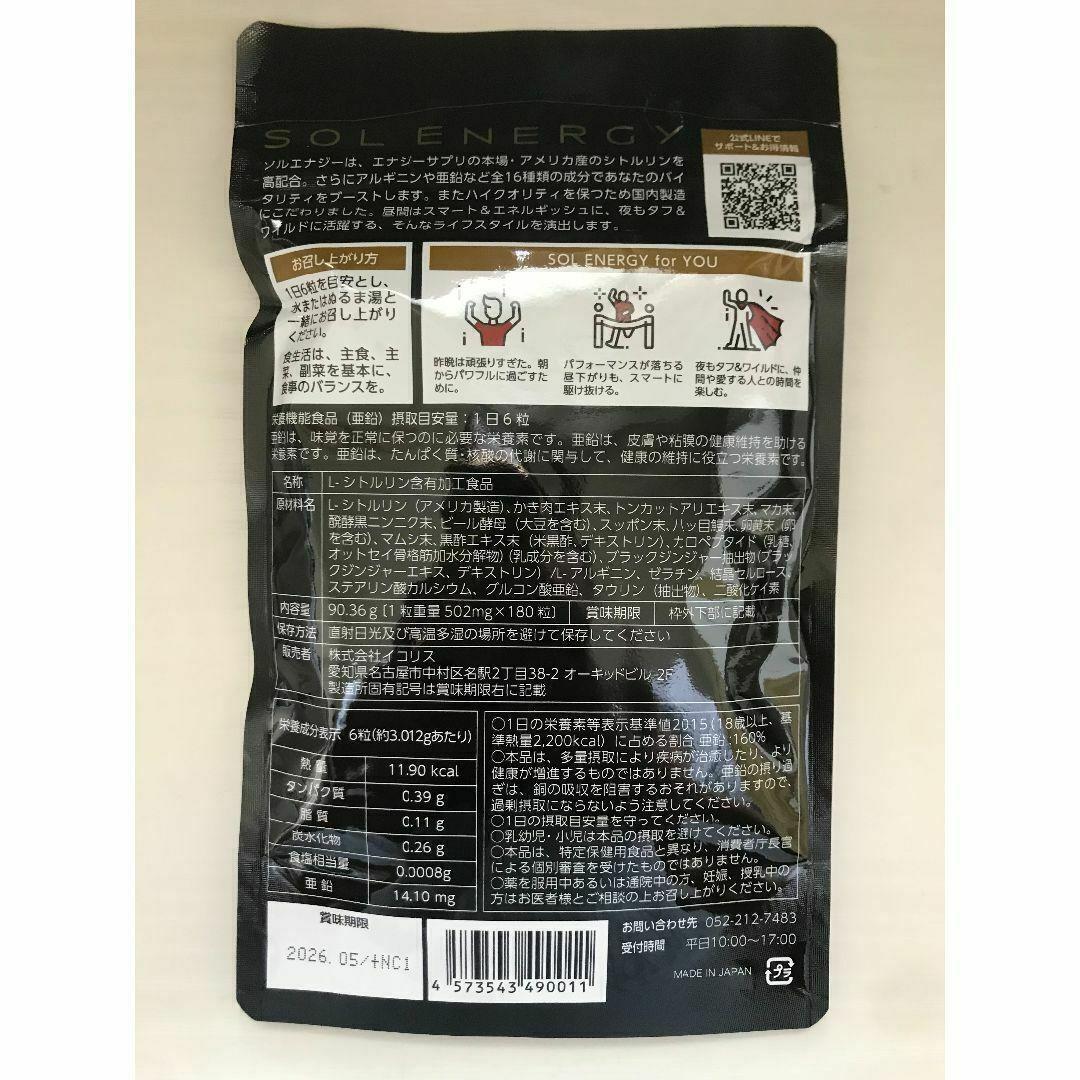 SOL ENERGY
公式LINEで
サポート&お得情報
ソルエナジーは、エナジーサプリの本場・アメリカ産のシトルリンを
高配合。さらにアルギニンや亜鉛など全16種類の成分であなたのバイ
タリティをブーストします。またハイクオリティを保つため国内製造
にこだわりました。昼間はスマート&エネルギッシュに、夜もタフ&
ワイルドに活躍する、そんなライフスタイルを演出します。
お召し上がり方
1日6粒を目安とし、
水またはぬるま湯と
一緒にお召し上がり
ください。
食生活は、主食、主
菜、副菜を基本に、
食事のバランスを。
SOL ENERGY for YOU
昨晩は頑張りすぎた。朝
からパワフルに過ごすた
めに。
パフォーマンスが落ちる
昼下がりも、スマートに
駆け抜ける。
夜もタフ&ワイルドに、仲
間や愛する人との時間を
楽しむ。
栄養機能食品（亜鉛）摂取目安量：1日6粒
亜鉛は、味覚を正常に保つのに必要な栄養素です。亜鉛は、皮膚や粘膜の健康維持を助ける
栄養素です。亜鉛は、たんぱく質・核酸の代謝に関与して、健康の維持に役立つ栄養素です。
名称 L-シトルリン含有加工食品
原材料名 L-シトルリン（アメリカ製造）、かき肉エキス末、トンカットアリエキス末、マカ末、
醗酵黒ニンニク末、ビール酵母（大豆を含む）、スッポン末、ハッ目鰻末、卵黄末（卵
を含む）、マムシ末、黒酢エキス末（米黒酢、デキストリン）、カロペプタイド（乳糖、
オットセイ骨格筋加水分解物）（乳成分を含む）、ブラックジンジャー抽出物（ブラッ
クジンジャーエキス、デキストリン）/L-アルギニン、ゼラチン、結晶セルロース、
ステアリン酸カルシウム、グルコン酸亜鉛、タウリン（抽出物）、二酸化ケイ素
内容量 90.36g［1粒重量 502mg×180粒］ 賞味期限 枠外下部に記載
保存方法 直射日光及び高温多湿の場所を避けて保存してください
販売者 株式会社イコリス
愛知県名古屋市中村区名駅2丁目38-2 オーキッドビル 2F
製造所固有記号は賞味期限右に記載
栄養成分表示 6粒(約3.012gあたり)
熱量 11.90 kcal
タンパク質 0.39 g
脂質 0.11 g
炭水化物 0.26 g
食塩相当量 0.0008g
亜鉛 14.10 mg
○1日の栄養素等表示基準値2015（18歳以上、基
準熱量2,200kcal）に占める割合 亜鉛:160%
○本品は、多量摂取により疾病が治癒したり、より
健康が増進するものではありません。亜鉛の摂り過
ぎは、銅の吸収を阻害するおそれがありますので、
過剰摂取にならないよう注意してください。
○1日の摂取目安量を守ってください。
○乳幼児・小児は本品の摂取を避けてください。
○本品は、特定保健用食品と異なり、消費者庁長官
による個別審査を受けたものではありません。
○薬を服用中あるいは通院中の方、妊娠、授乳中の
方はお医者様とご相談の上お召し上がりください。
賞味期限
2026.05/+NC1
4 573543 490011
お問い合わせ先 052-212-7483
受付時間 平日10:00～17:00
MADE IN JAPAN
プラ